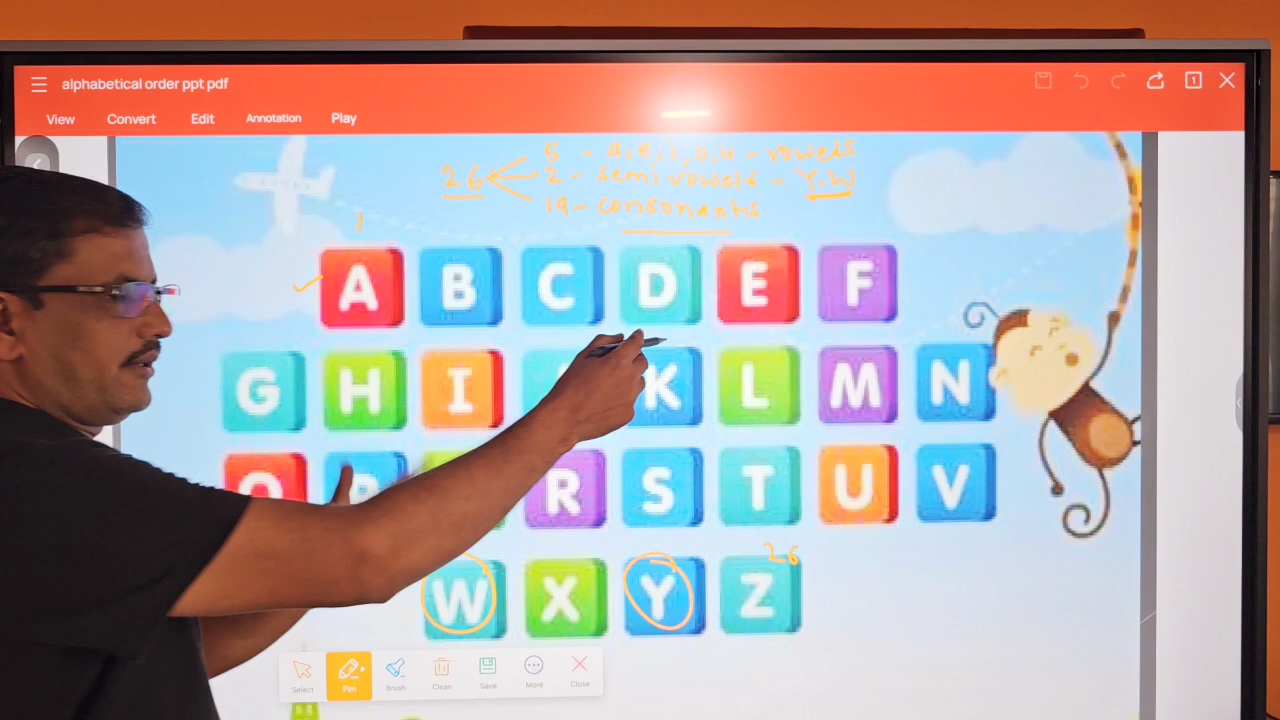 alphabetical order ppt pdf
View Convert Edit Annotation Play
5 - a, e, i, o, u - vowels
26 2 - semi vowels - Y, W
19 - consonants
1
A B C D E F
G H I K L M N
O P R S T U V
26
W X Y Z
Select Pen Brush Clean Save More Close